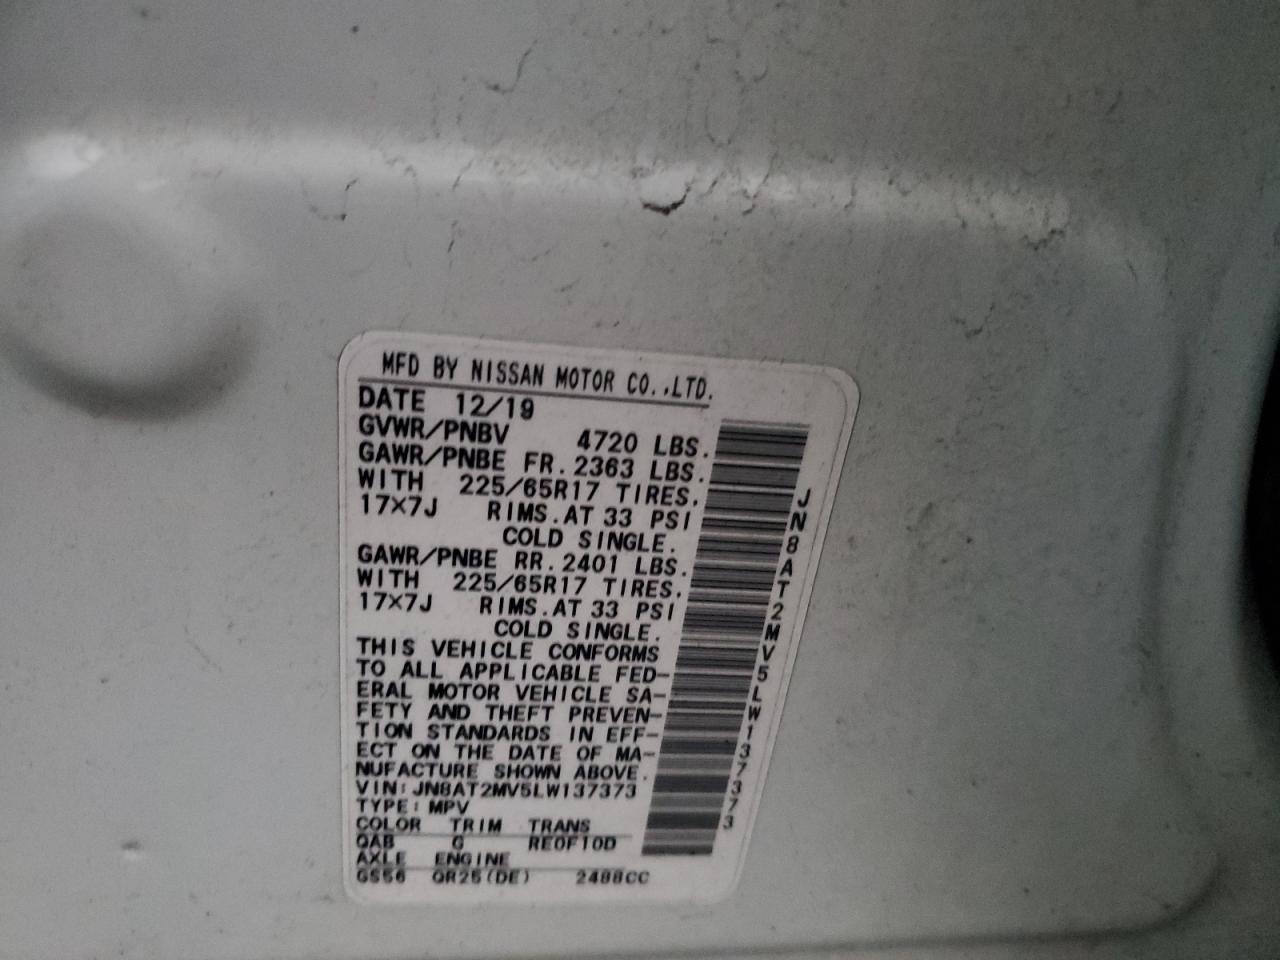 MFD BY NISSAN MOTOR CO.,LTD.
DATE 12/19
GVWR/PNBV 4720 LBS.
GAWR/PNBE FR. 2363 LBS.
WITH 225/65R17 TIRES.
17X7J RIMS.AT 33 PSI
COLD SINGLE.
GAWR/PNBE RR. 2401 LBS.
WITH 225/65R17 TIRES.
17X7J RIMS.AT 33 PSI
COLD SINGLE.
THIS VEHICLE CONFORMS
TO ALL APPLICABLE FED-
ERAL MOTOR VEHICLE SA-
FETY AND THEFT PREVEN-
TION STANDARDS IN EFF-
ECT ON THE DATE OF MA-
NUFACTURE SHOWN ABOVE.
VIN:JN8AT2MV5LW137373
TYPE:MPV
COLOR TRIM TRANS
QAB G RE0F10D
AXLE ENGINE
GS56 QR25(DE) 2488CC
JN8AT2MV5LW137373